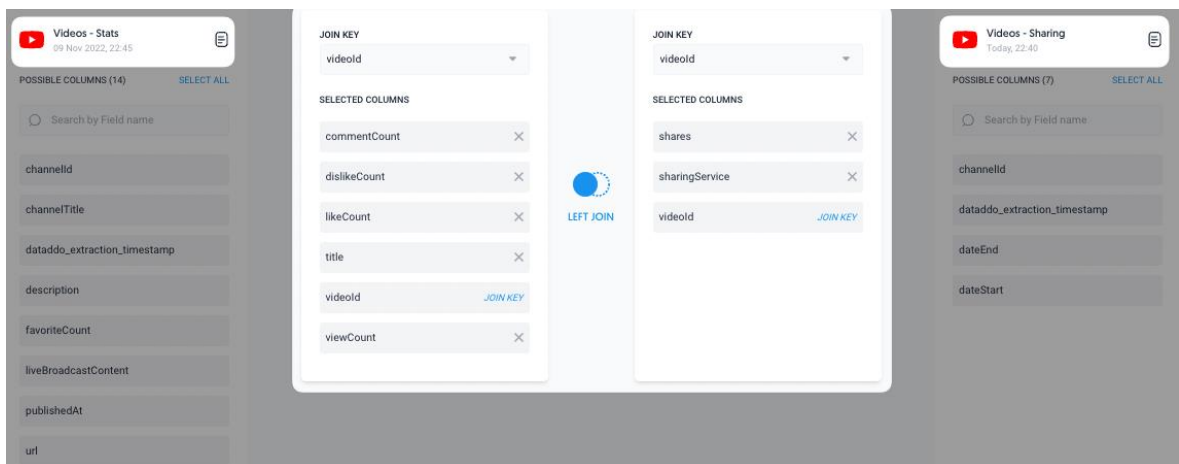 Videos - Stats
09 Nov 2022, 22:45
POSSIBLE COLUMNS (14) SELECT ALL
Search by Field name
channelId
channelTitle
dataddo_extraction_timestamp
description
favoriteCount
liveBroadcastContent
publishedAt
url
JOIN KEY
videoId
SELECTED COLUMNS
commentCount
dislikeCount
likeCount
title
videoId JOIN KEY
viewCount
LEFT JOIN
JOIN KEY
videoId
SELECTED COLUMNS
shares
sharingService
videoId JOIN KEY
Videos - Sharing
Today, 22:40
POSSIBLE COLUMNS (7) SELECT ALL
Search by Field name
channelId
dataddo_extraction_timestamp
dateEnd
dateStart